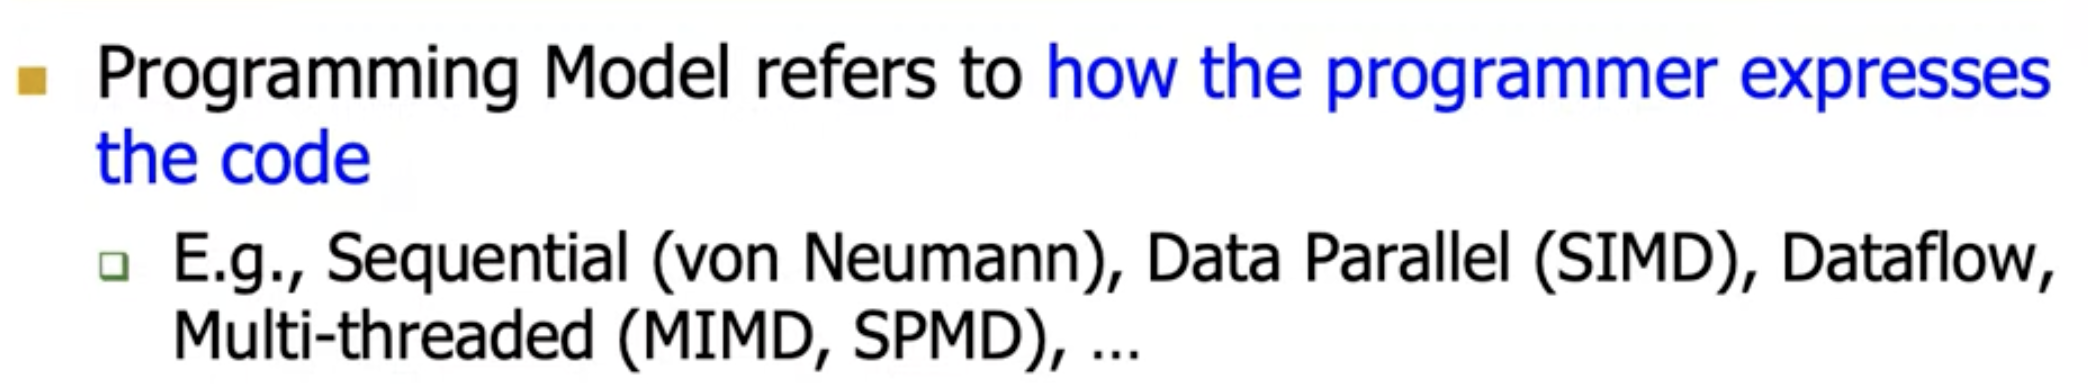 Programming Model refers to how the programmer expresses
the code
E.g., Sequential (von Neumann), Data Parallel (SIMD), Dataflow,
Multi-threaded (MIMD, SPMD), ...